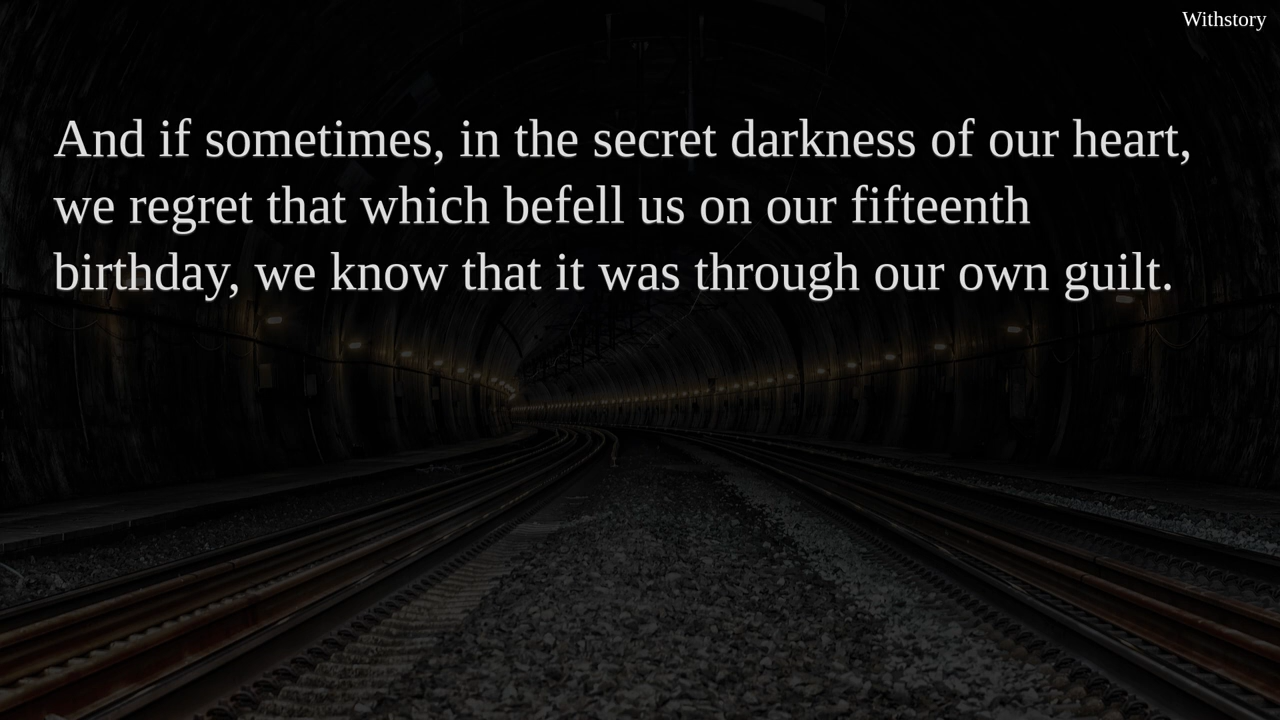 Withstory
And if sometimes, in the secret darkness of our heart,
we regret that which befell us on our fifteenth
birthday, we know that it was through our own guilt.